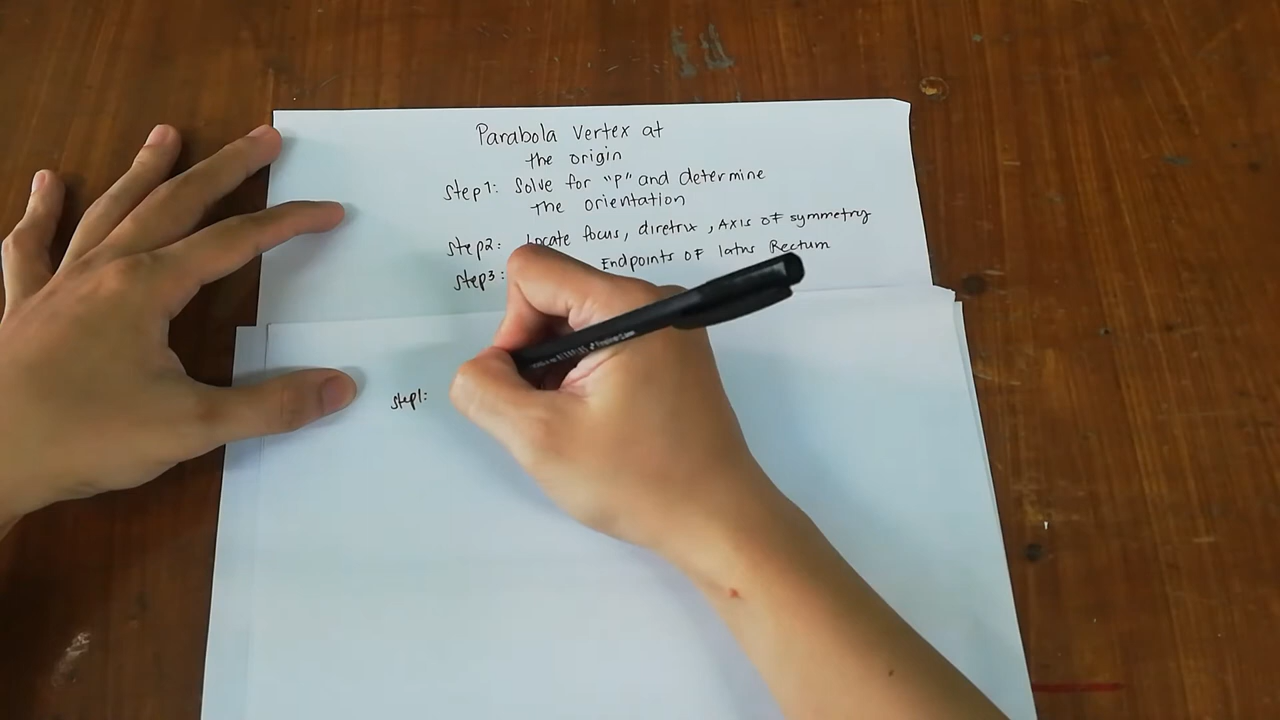 Parabola Vertex at
the origin
Step1: Solve for "p" and determine
the orientation
Step2: Locate focus, diretrix, Axis of symmetry
Step3: Endpoints of latus Rectum
Step1: